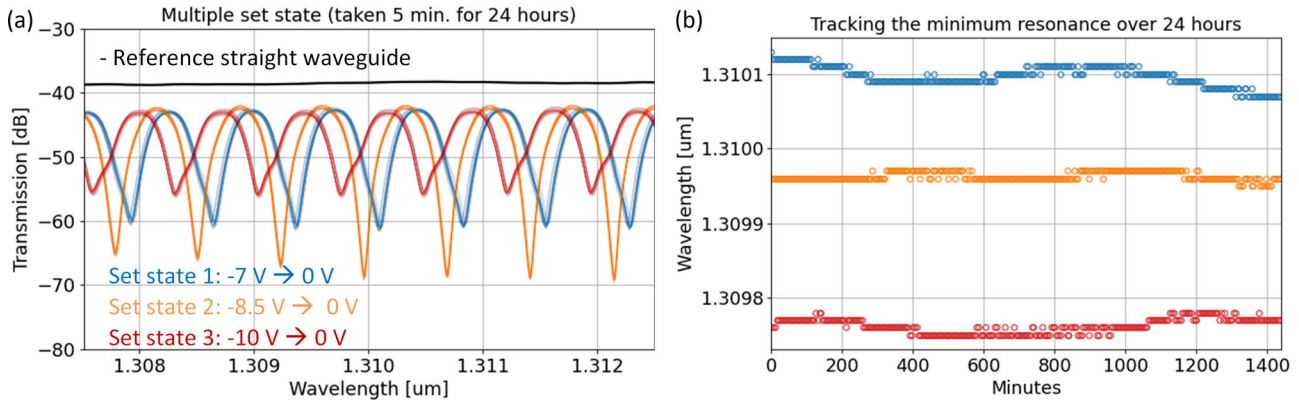 (a)
Multiple set state (taken 5 min. for 24 hours)
- Reference straight waveguide
Transmission [dB]
−30
−40
−50
−60
−70
−80
Set state 1: -7 V → 0 V
Set state 2: -8.5 V → 0 V
Set state 3: -10 V → 0 V
1.308
1.309
1.310
1.311
1.312
Wavelength [um]
(b)
Tracking the minimum resonance over 24 hours
Wavelength [um]
1.3101
1.3100
1.3099
1.3098
0
200
400
600
800
1000
1200
1400
Minutes